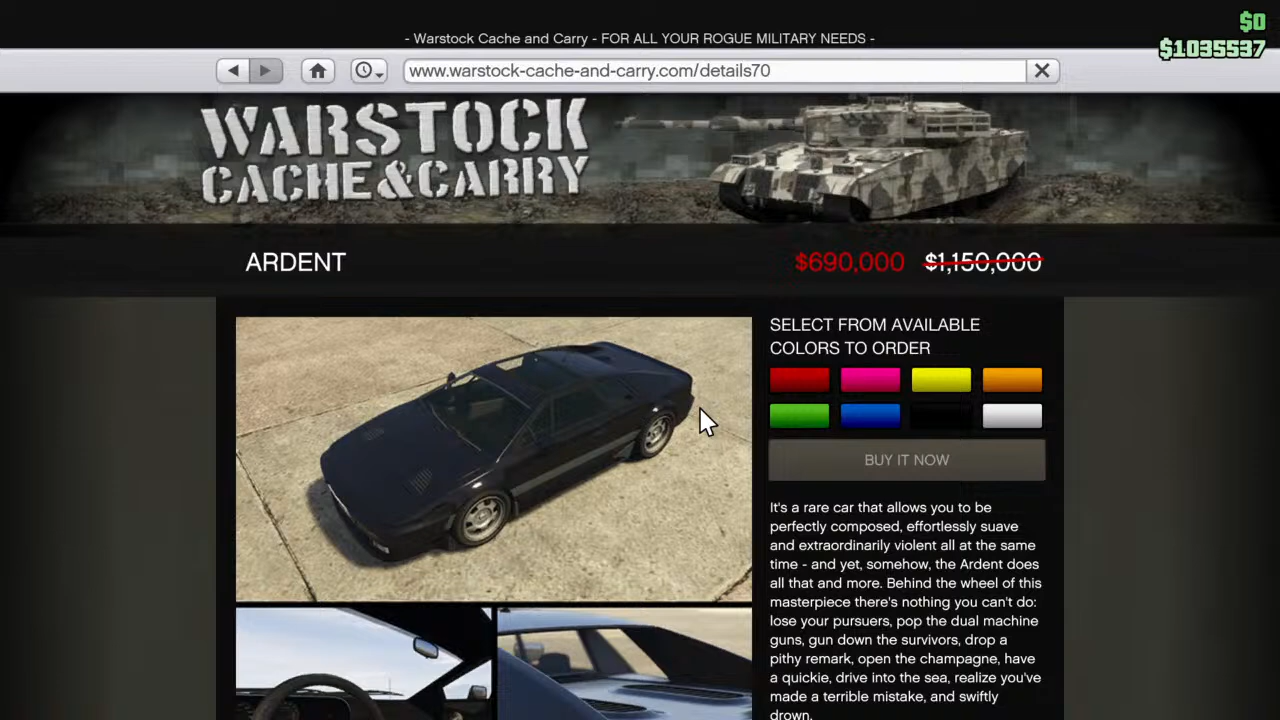 $0
- Warstock Cache and Carry - FOR ALL YOUR ROGUE MILITARY NEEDS -
$1035537
www.warstock-cache-and-carry.com/details70
WARSTOCK
CACHE&CARRY
ARDENT
$690,000 $1,150,000
SELECT FROM AVAILABLE
COLORS TO ORDER
BUY IT NOW
It's a rare car that allows you to be
perfectly composed, effortlessly suave
and extraordinarily violent all at the same
time - and yet, somehow, the Ardent does
all that and more. Behind the wheel of this
masterpiece there's nothing you can't do:
lose your pursuers, pop the dual machine
guns, gun down the survivors, drop a
pithy remark, open the champagne, have
a quickie, drive into the sea, realize you've
made a terrible mistake, and swiftly
drown.